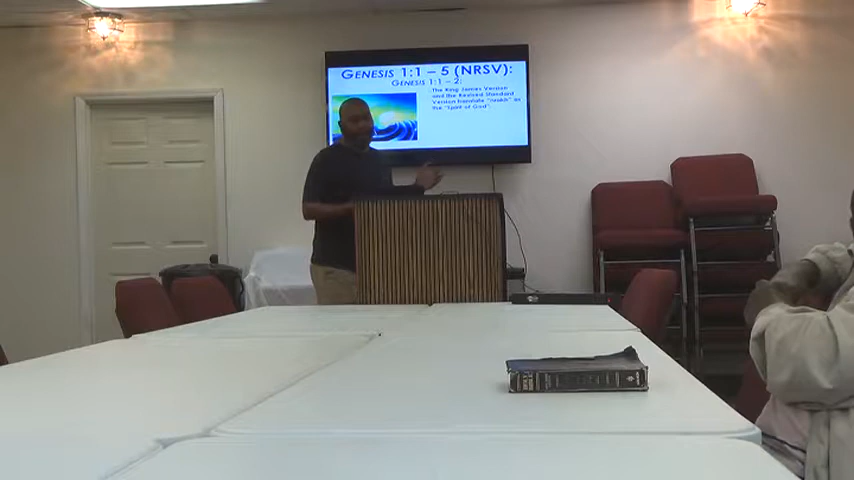 GENESIS 1:1 – 5 (NRSV):
GENESIS 1:1 – 2:
The King James Version
and the Revised Standard
Version translate "ruakh" as
the "Spirit of God".